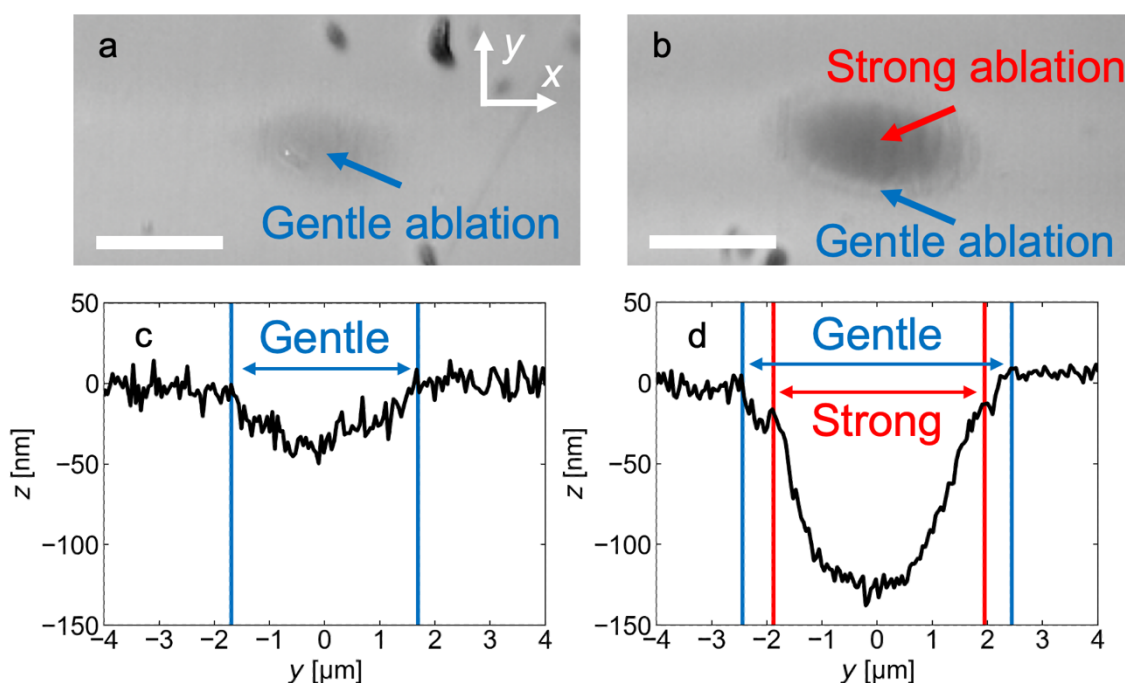 a
y
x
Gentle ablation
b
Strong ablation
Gentle ablation
c
Gentle
50
0
−50
−100
−150
z [nm]
−4 −3 −2 −1 0 1 2 3 4
y [µm]
d
Gentle
Strong
50
0
−50
−100
−150
z [nm]
−4 −3 −2 −1 0 1 2 3 4
y [µm]